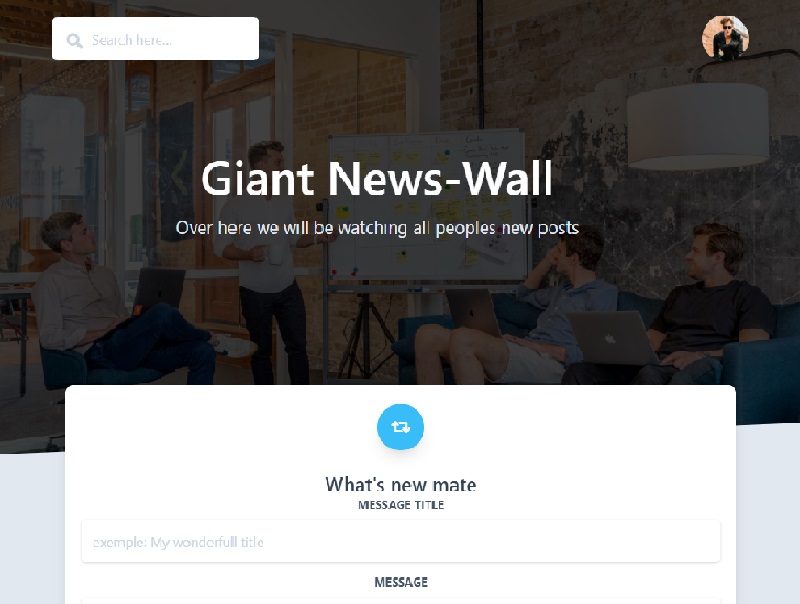 Search here...
Giant News-Wall
Over here we will be watching all peoples new posts
What's new mate
MESSAGE TITLE
exemple: My wonderfull title
MESSAGE